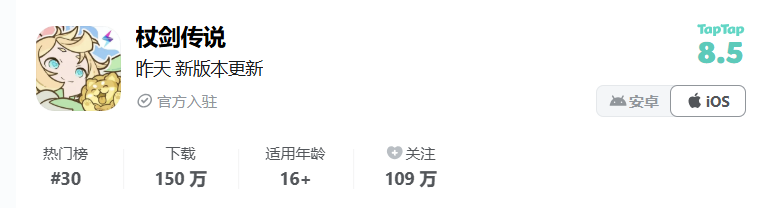 杖剑传说
TapTap
8.5
昨天 新版本更新
官方入驻
安卓 iOS
热门榜 下载 适用年龄 关注
#30 150 万 16+ 109 万